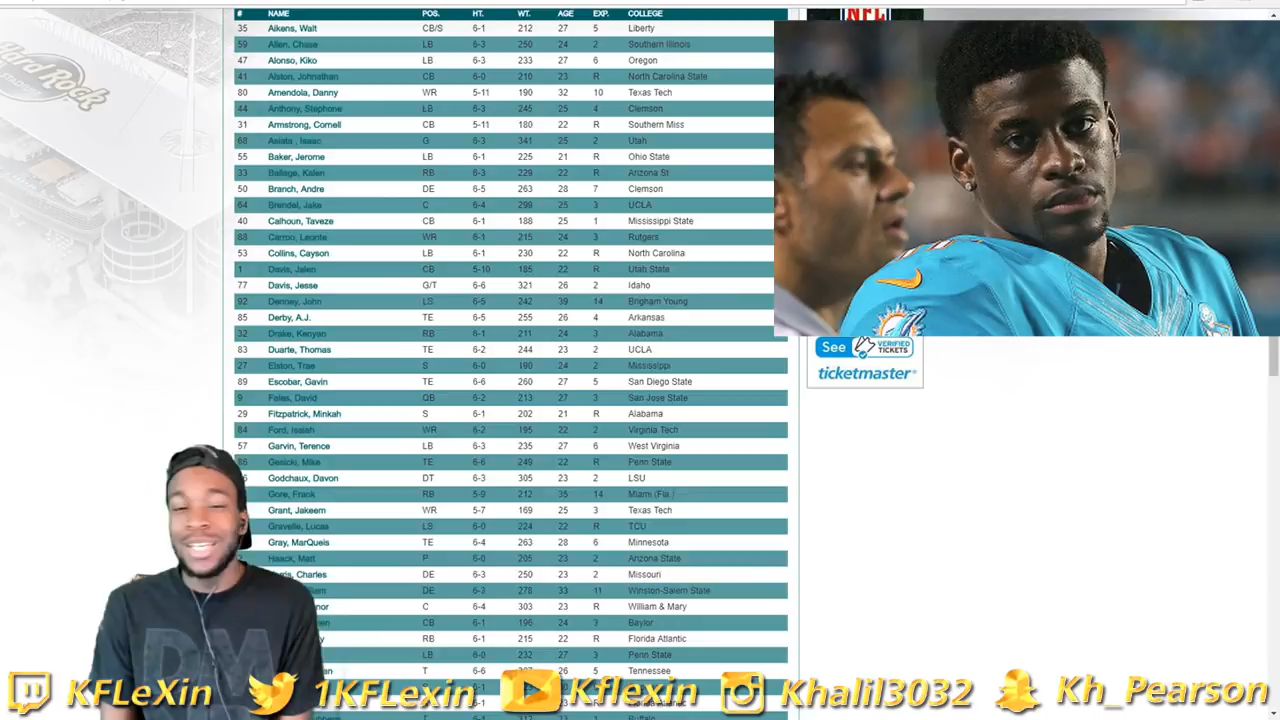 NFL
Hard Rock
# NAME POS. HT. WT. AGE EXP. COLLEGE
35 Aikens, Walt CB/S 6-1 212 27 5 Liberty
59 Allen, Chase LB 6-3 250 24 2 Southern Illinois
47 Alonso, Kiko LB 6-3 233 27 6 Oregon
41 Alston, Johnathan CB 6-0 210 23 R North Carolina State
80 Amendola, Danny WR 5-11 190 32 10 Texas Tech
44 Anthony, Stephone LB 6-3 245 25 4 Clemson
31 Armstrong, Cornell CB 5-11 180 22 R Southern Miss
68 Asiata , Isaac G 6-3 341 25 2 Utah
55 Baker, Jerome LB 6-1 225 21 R Ohio State
33 Ballage, Kalen RB 6-3 229 22 R Arizona St
50 Branch, Andre DE 6-5 263 28 7 Clemson
64 Brendel, Jake C 6-4 299 25 3 UCLA
40 Calhoun, Taveze CB 6-1 188 25 1 Mississippi State
88 Carroo, Leonte WR 6-1 215 24 3 Rutgers
53 Collins, Cayson LB 6-1 230 22 R North Carolina
1 Davis, Jalen CB 5-10 185 22 R Utah State
77 Davis, Jesse G/T 6-6 321 26 2 Idaho
92 Denney, John LS 6-5 242 39 14 Brigham Young
85 Derby, A.J. TE 6-5 255 26 4 Arkansas
32 Drake, Kenyan RB 6-1 211 24 3 Alabama
83 Duarte, Thomas TE 6-2 244 23 2 UCLA
27 Elston, Trae S 6-0 190 24 2 Mississippi
89 Escobar, Gavin TE 6-6 260 27 5 San Diego State
9 Fales, David QB 6-2 213 27 3 San Jose State
29 Fitzpatrick, Minkah S 6-1 202 21 R Alabama
84 Ford, Isaiah WR 6-2 195 22 2 Virginia Tech
57 Garvin, Terence LB 6-3 235 27 6 West Virginia
86 Gesicki, Mike TE 6-6 249 22 R Penn State
Godchaux, Davon DT 6-3 305 23 2 LSU
Gore, Frank RB 5-9 212 35 14 Miami (Fla.)
Grant, Jakeem WR 5-7 169 25 3 Texas Tech
Gravelle, Lucas LS 6-0 224 22 R TCU
Gray, MarQueis TE 6-4 263 28 6 Minnesota
Haack, Matt P 6-0 205 23 2 Arizona State
Charles DE 6-3 250 23 2 Missouri
DE 6-3 278 33 11 Winston-Salem State
C 6-4 303 23 R William & Mary
CB 6-1 196 24 3 Baylor
RB 6-1 215 22 R Florida Atlantic
LB 6-0 232 27 3 Penn State
T 6-6 26 5 Tennessee
See VERIFIED TICKETS
ticketmaster
DM
KFLeXin
1KFLexin
Kflexin
Khalil3032
Kh_Pearson